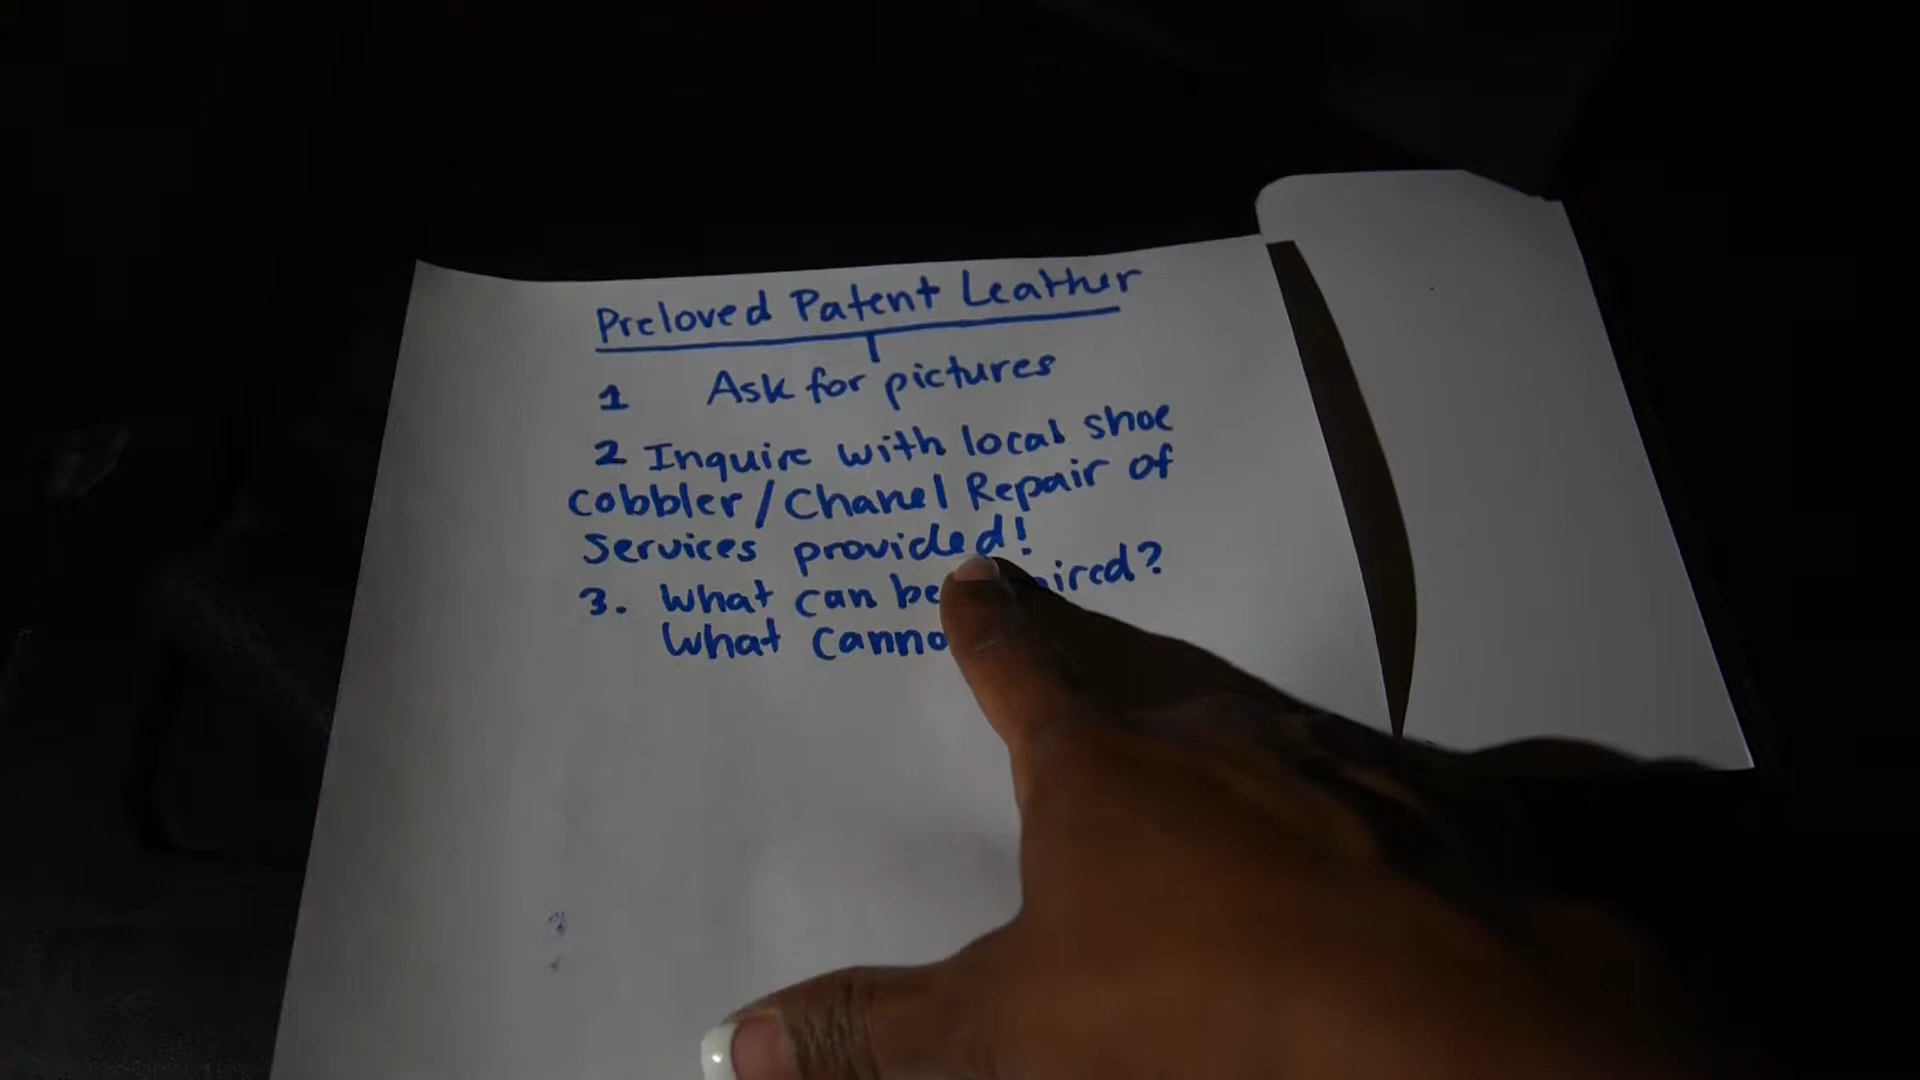 Preloved Patent Leather
1 Ask for pictures
2 Inquire with local shoe
cobbler/Chanel Repair of
Services provided!
3. What can be
What